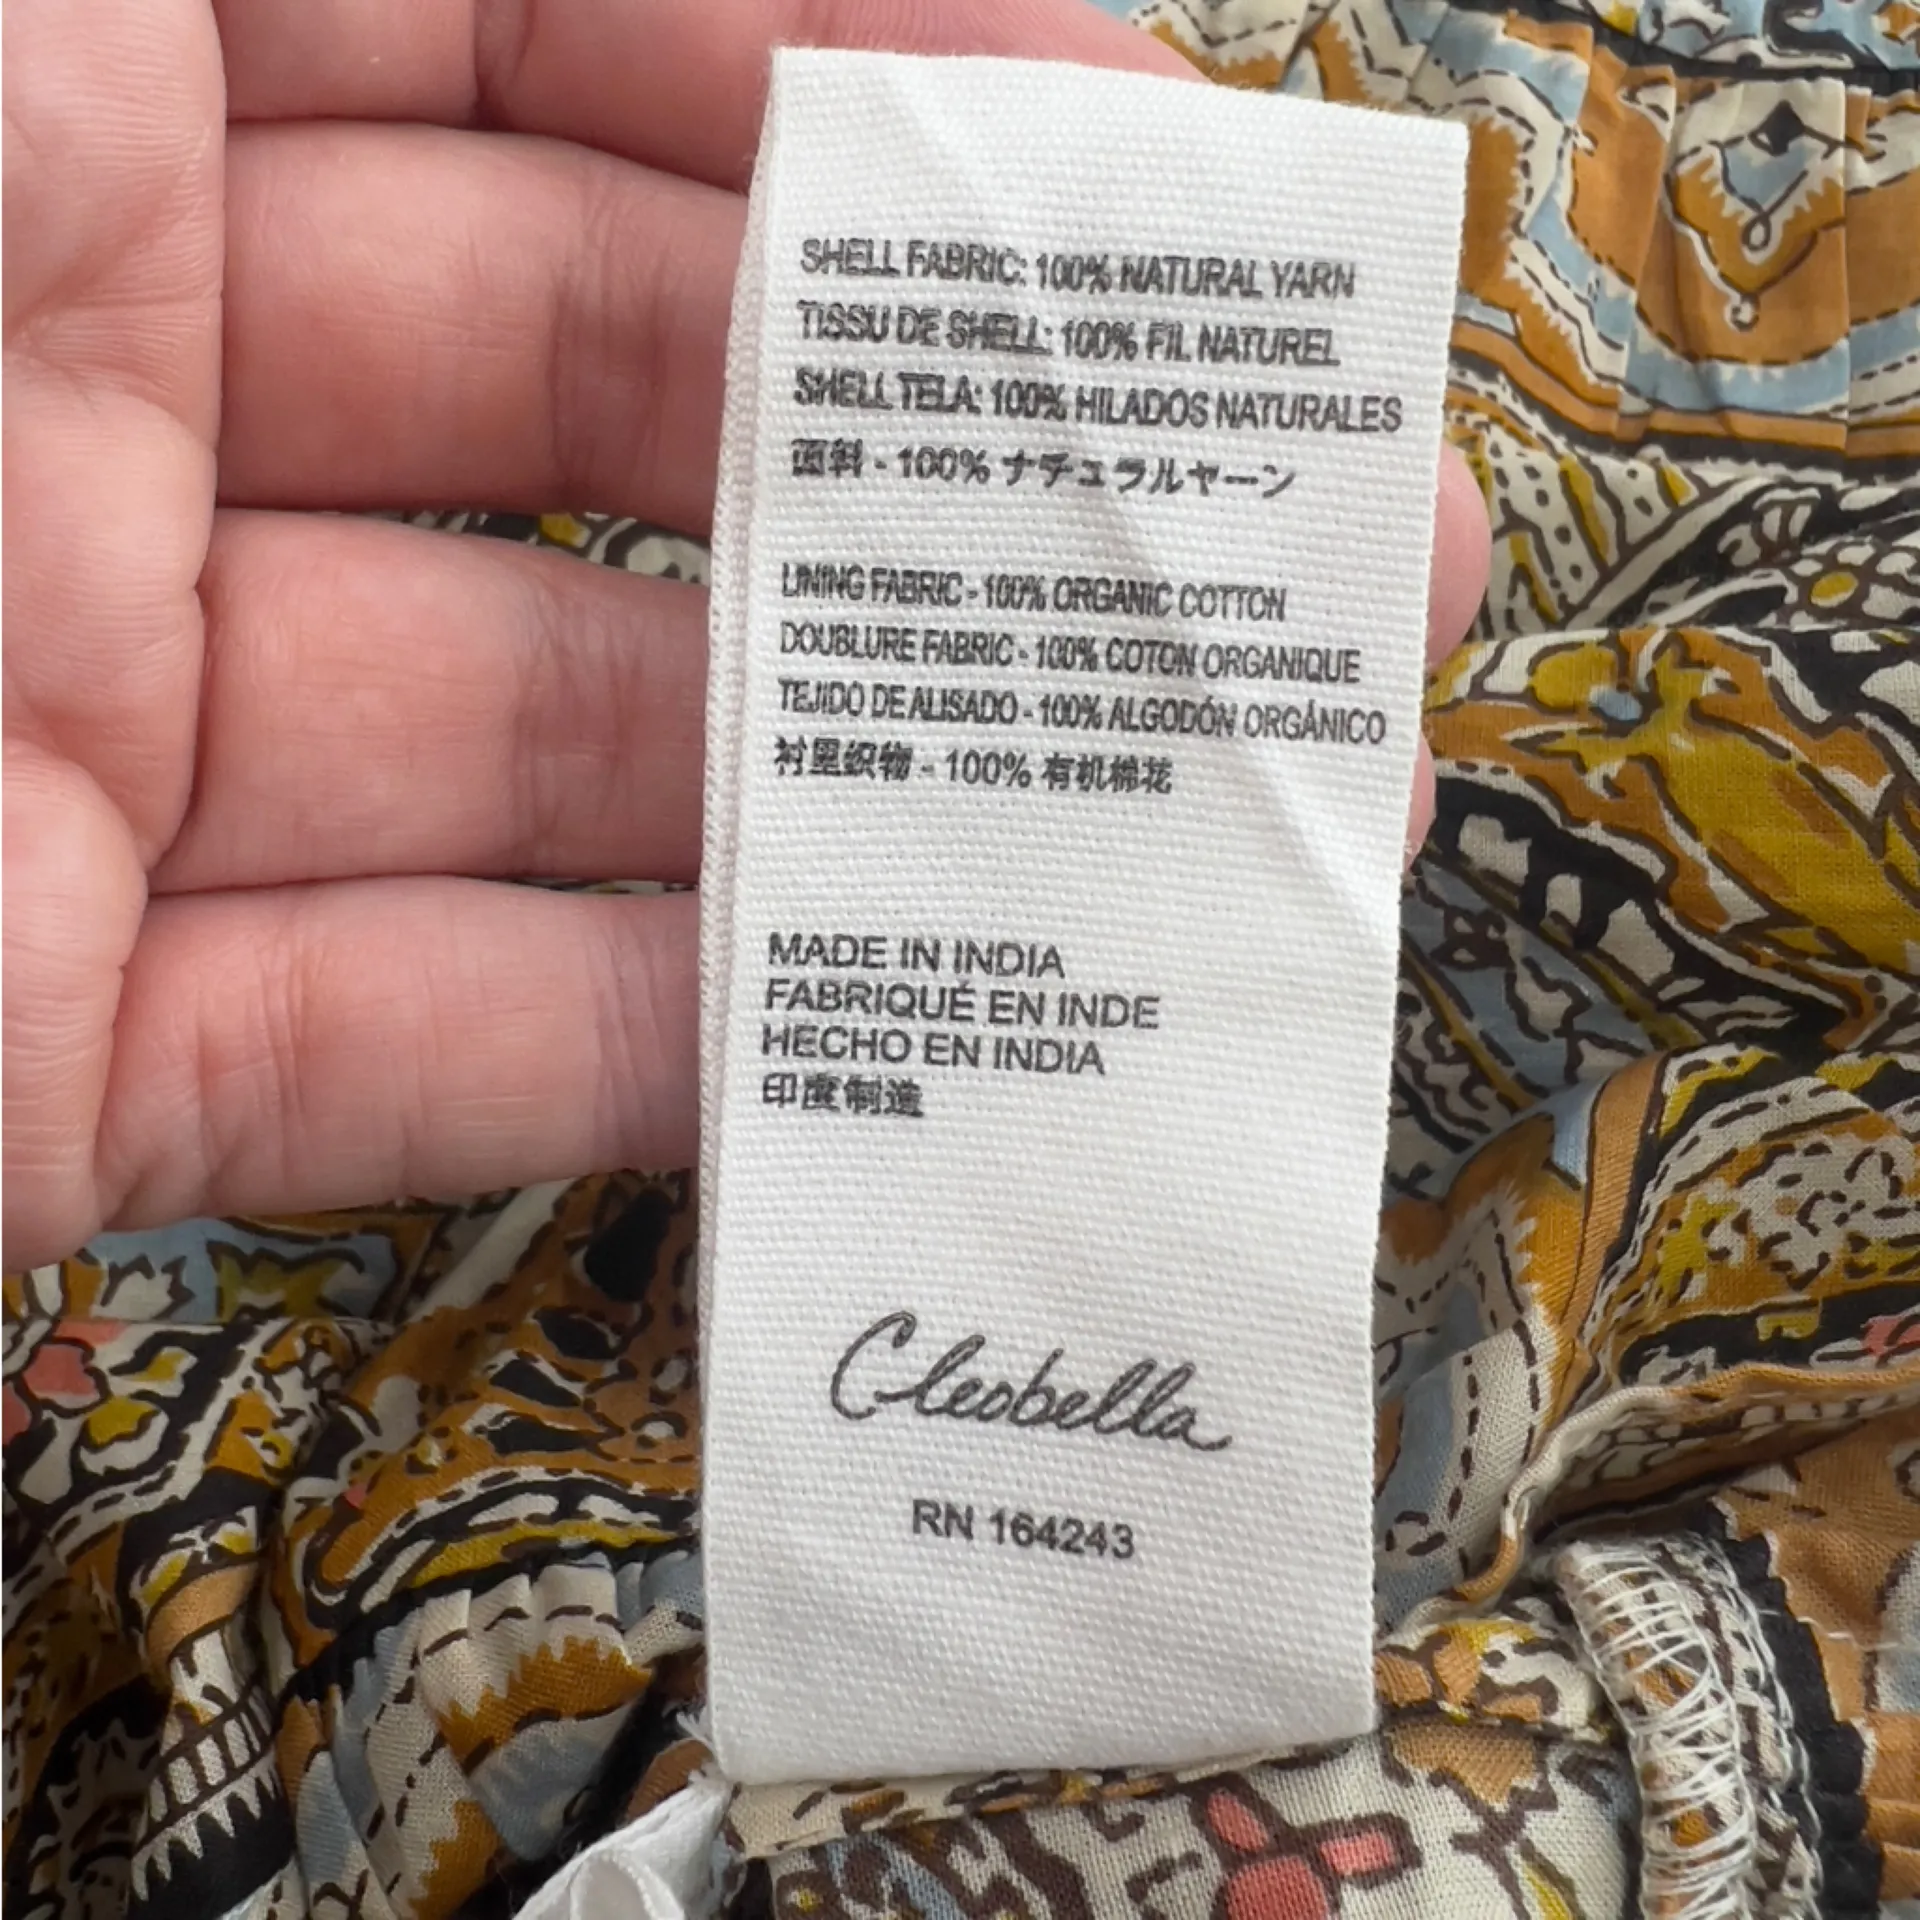 SHELL FABRIC: 100% NATURAL YARN
TISSU DE SHELL: 100% FIL NATUREL
SHELL TELA: 100% HILADOS NATURALES
面料 - 100% ナチュラルヤーン
LINING FABRIC - 100% ORGANIC COTTON
DOUBLURE FABRIC - 100% COTON ORGANIQUE
TEJIDO DE ALISADO - 100% ALGODÓN ORGÁNICO
衬里织物 - 100% 有机棉花
MADE IN INDIA
FABRIQUÉ EN INDE
HECHO EN INDIA
印度制造
Cleobella
RN 164243